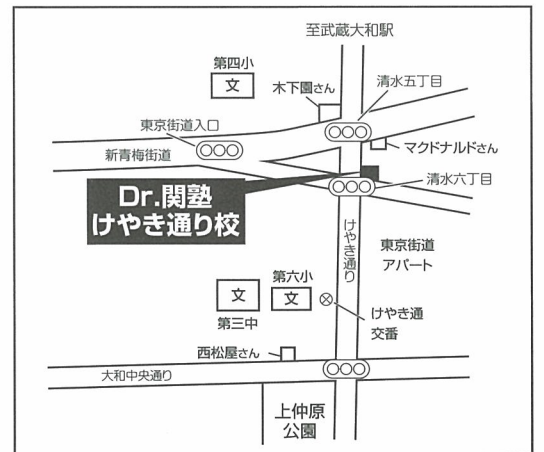 至武蔵大和駅
第四小
文
木下園さん
清水五丁目
東京街道入口
マクドナルドさん
新青梅街道
清水六丁目
Dr.関塾
けやき通り校
けやき通り
東京街道
アパート
第六小
文
文
第三中
けやき通
交番
西松屋さん
大和中央通り
上仲原
公園